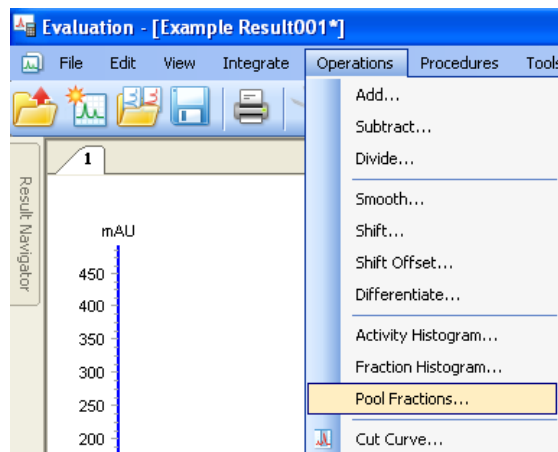 Evaluation - [Example Result001*]
File Edit View Integrate Operations Procedures Tools
Add...
Subtract...
Divide...
1
Result Navigator
Smooth...
mAU
Shift...
Shift Offset...
450
Differentiate...
400
Activity Histogram...
350
Fraction Histogram...
300
Pool Fractions...
250
Cut Curve...
200